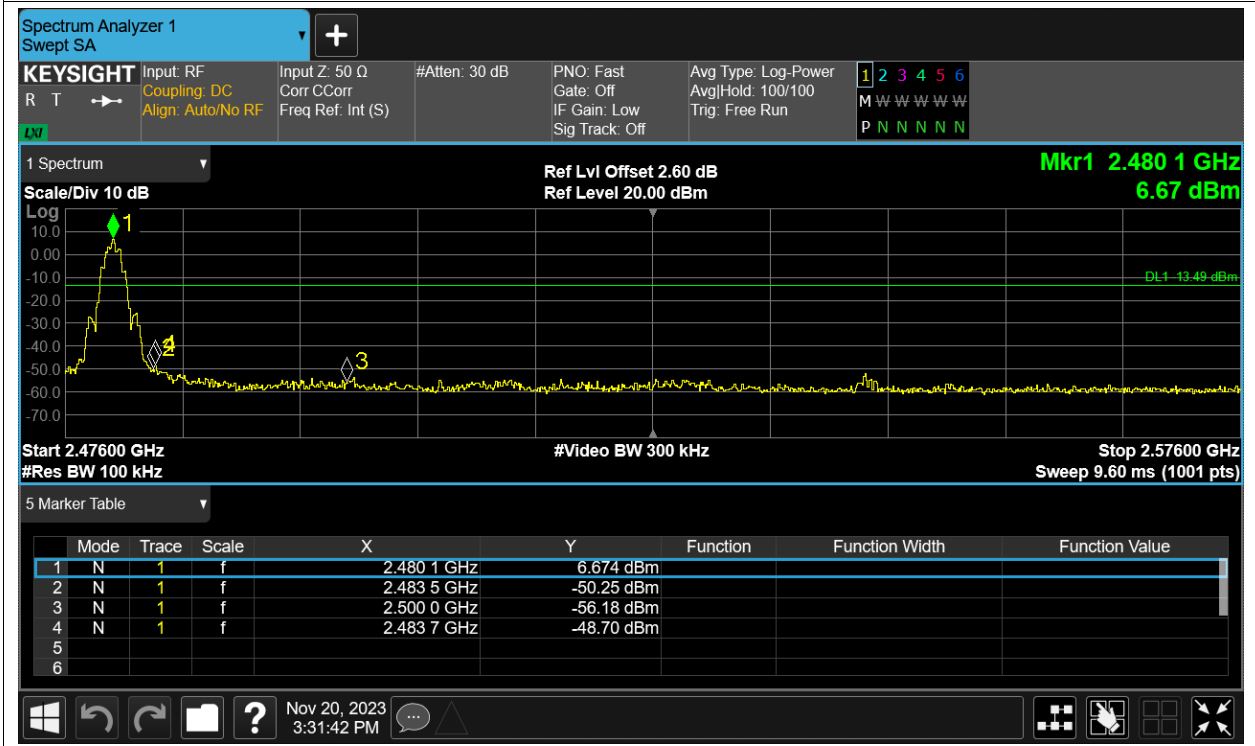 Spectrum Analyzer 1
Swept SA
KEYSIGHT
R T
LXI
Input: RF
Coupling: DC
Align: Auto/No RF
Input Z: 50 Ω
Corr CCorr
Freq Ref: Int (S)
#Atten: 30 dB
PNO: Fast
Gate: Off
IF Gain: Low
Sig Track: Off
Avg Type: Log-Power
Avg|Hold: 100/100
Trig: Free Run
1 2 3 4 5 6
M W W W W W
P N N N N N
1 Spectrum
Scale/Div 10 dB
Ref Lvl Offset 2.60 dB
Ref Level 20.00 dBm
Mkr1 2.480 1 GHz
6.67 dBm
Log
10.0
0.00
-10.0
-20.0
-30.0
-40.0
-50.0
-60.0
-70.0
1
2
4
3
DL1 -13.49 dBm
Start 2.47600 GHz
#Res BW 100 kHz
#Video BW 300 kHz
Stop 2.57600 GHz
Sweep 9.60 ms (1001 pts)
5 Marker Table
Mode Trace Scale X Y Function Function Width Function Value
1 N 1 f 2.480 1 GHz 6.674 dBm
2 N 1 f 2.483 5 GHz -50.25 dBm
3 N 1 f 2.500 0 GHz -56.18 dBm
4 N 1 f 2.483 7 GHz -48.70 dBm
5
6
?
Nov 20, 2023
3:31:42 PM